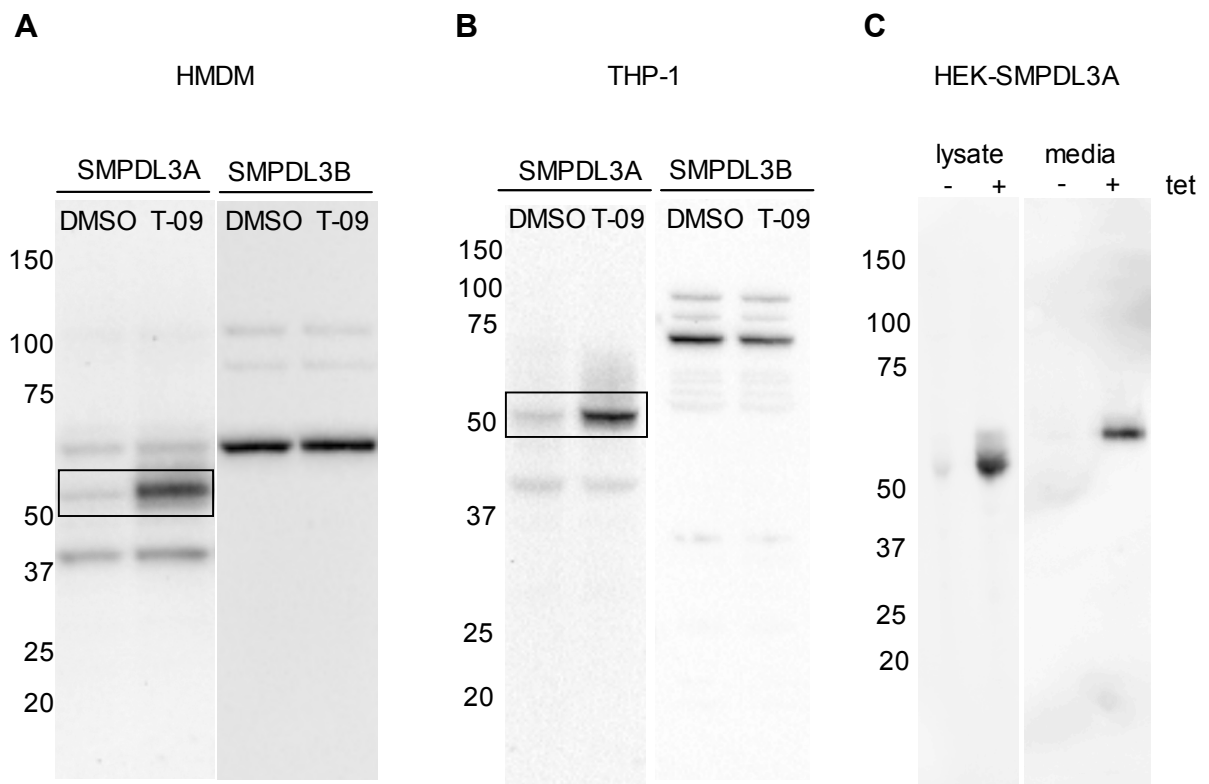 A
HMDM
SMPDL3A SMPDL3B
DMSO T-09 DMSO T-09
150
100
75
50
37
25
20
B
THP-1
SMPDL3A SMPDL3B
DMSO T-09 DMSO T-09
150
100
75
50
37
25
20
C
HEK-SMPDL3A
lysate media
- + - + tet
150
100
75
50
37
25
20